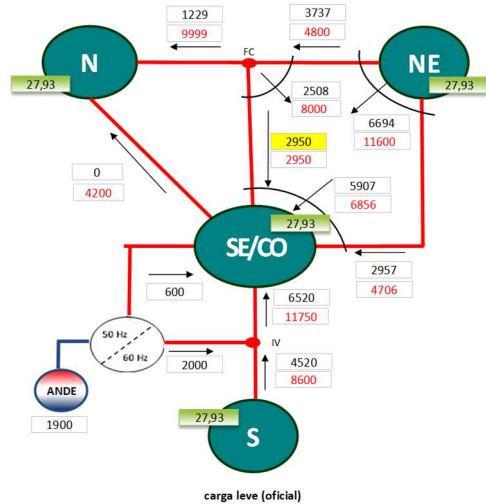 1229
9999
3737
4800
FC
N
27,93
NE
27,93
2508
8000
6694
11600
2950
2950
0
4200
5907
6856
27,93
SE/CO
2957
4706
600
6520
11750
50 Hz
60 Hz
IV
2000
4520
8600
ANDE
1900
27,93
S
carga leve (oficial)